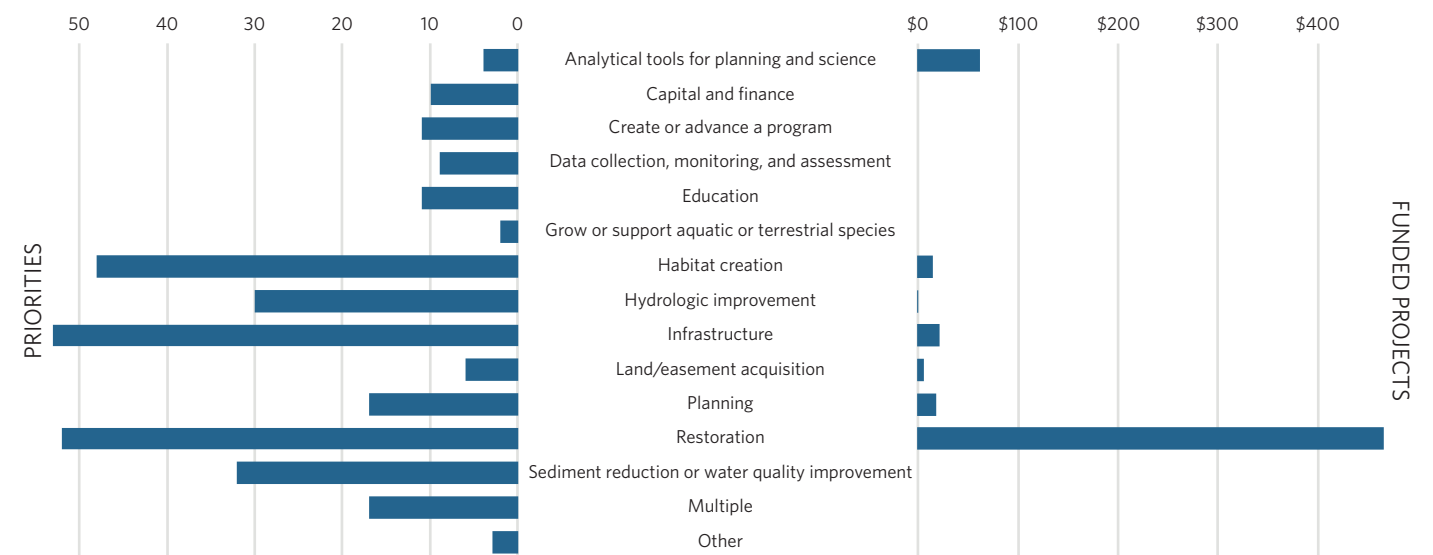 50 40 30 20 10 0 $0 $100 $200 $300 $400
Analytical tools for planning and science
Capital and finance
Create or advance a program
Data collection, monitoring, and assessment
Education
Grow or support aquatic or terrestrial species
Habitat creation
Hydrologic improvement
Infrastructure
Land/easement acquisition
Planning
Restoration
Sediment reduction or water quality improvement
Multiple
Other
PRIORITIES
FUNDED PROJECTS